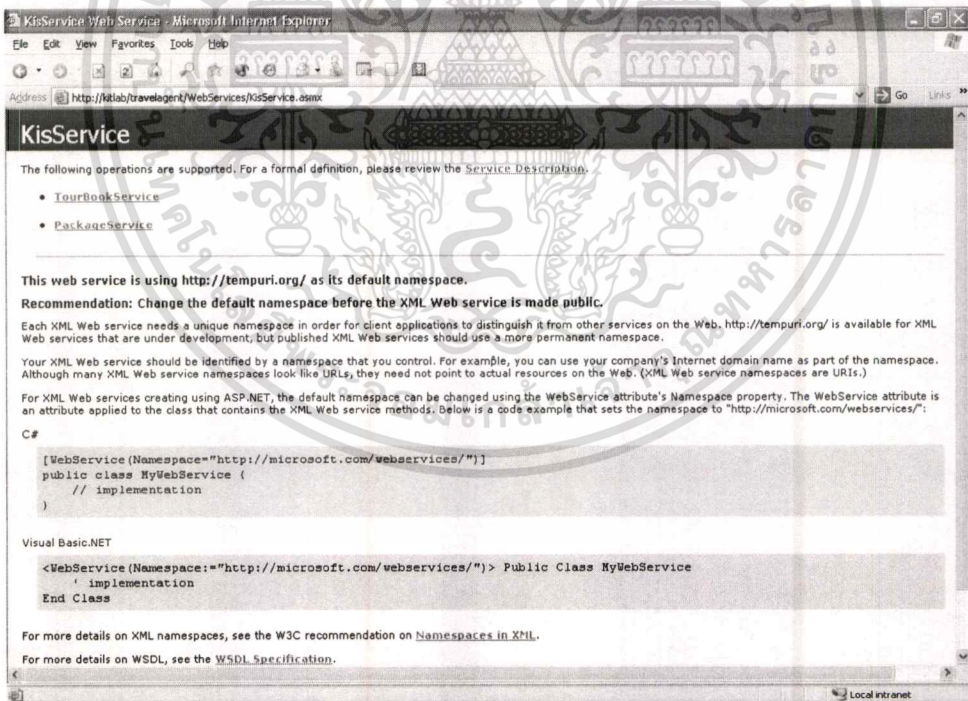 KisService Web Service - Microsoft Internet Explorer
File Edit View Favorites Tools Help
Address http://kitlab/travelagent/WebServices/KisService.asmx Go Links »
KisService
The following operations are supported. For a formal definition, please review the Service Description.
• TourBookService
• PackageService
This web service is using http://tempuri.org/ as its default namespace.
Recommendation: Change the default namespace before the XML Web service is made public.
Each XML Web service needs a unique namespace in order for client applications to distinguish it from other services on the Web. http://tempuri.org/ is available for XML
Web services that are under development, but published XML Web services should use a more permanent namespace.
Your XML Web service should be identified by a namespace that you control. For example, you can use your company's Internet domain name as part of the namespace.
Although many XML Web service namespaces look like URLs, they need not point to actual resources on the Web. (XML Web service namespaces are URIs.)
For XML Web services creating using ASP.NET, the default namespace can be changed using the WebService attribute's Namespace property. The WebService attribute is
an attribute applied to the class that contains the XML Web service methods. Below is a code example that sets the namespace to "http://microsoft.com/webservices/":
C#
[WebService(Namespace="http://microsoft.com/webservices/")]
public class MyWebService {
// implementation
}
Visual Basic.NET
<WebService(Namespace:="http://microsoft.com/webservices/")> Public Class MyWebService
' implementation
End Class
For more details on XML namespaces, see the W3C recommendation on Namespaces in XML.
For more details on WSDL, see the WSDL Specification.
Local intranet